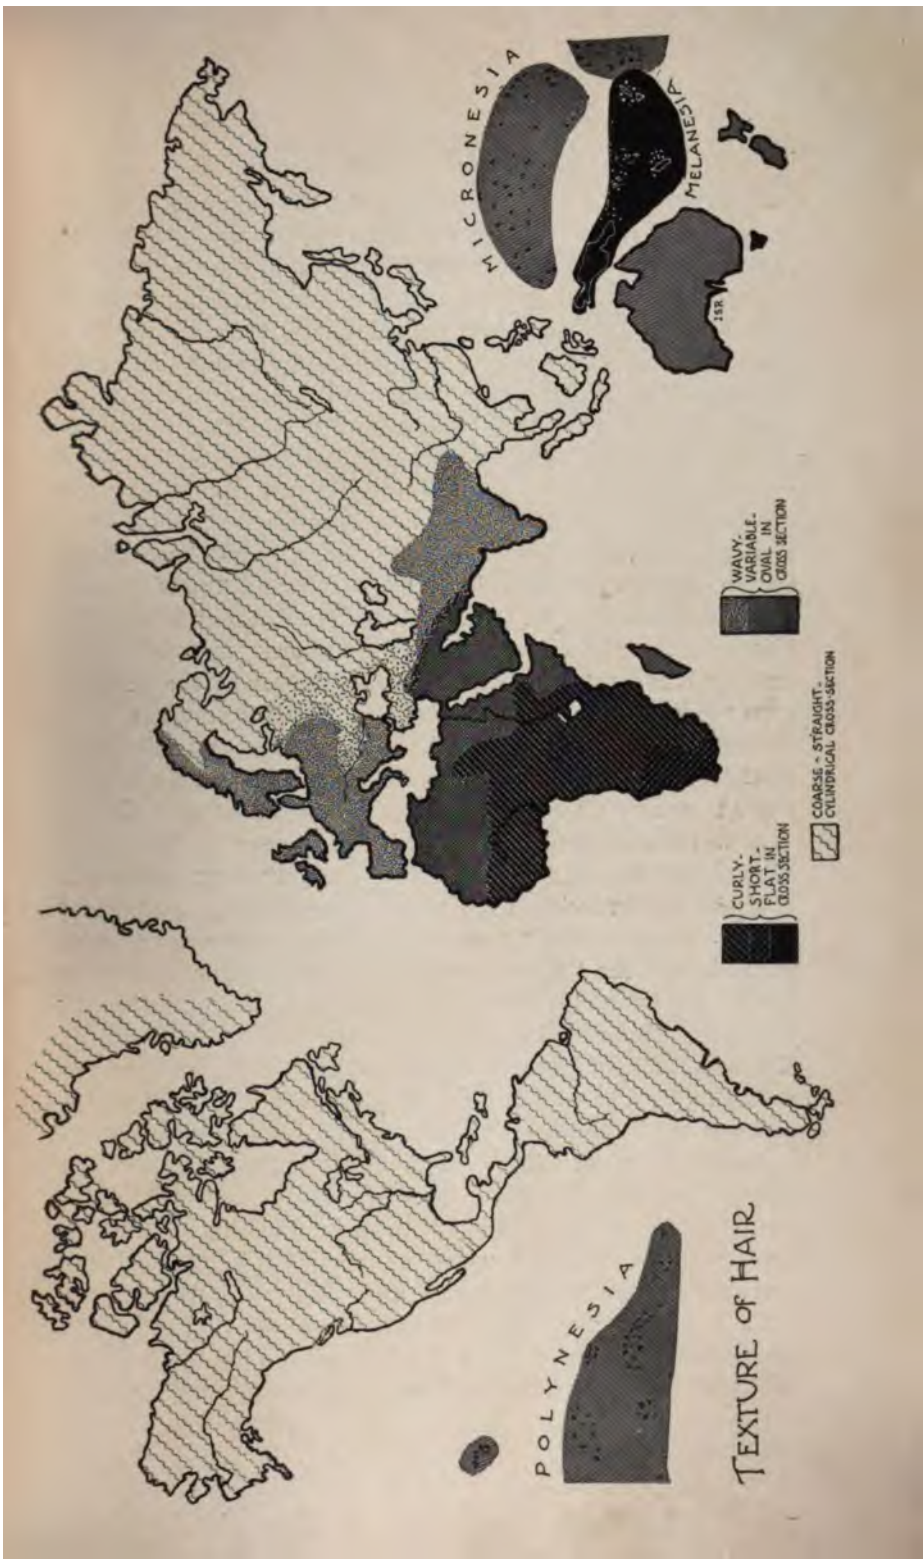 MICRONESIA
MELANESIA
ISR
POLYNESIA
TEXTURE OF HAIR
CURLY-
SHORT-
FLAT IN
CROSS SECTION
WAVY-
VARIABLE-
OVAL IN
CROSS SECTION
COARSE - STRAIGHT-
CYLINDRICAL CROSS-SECTION